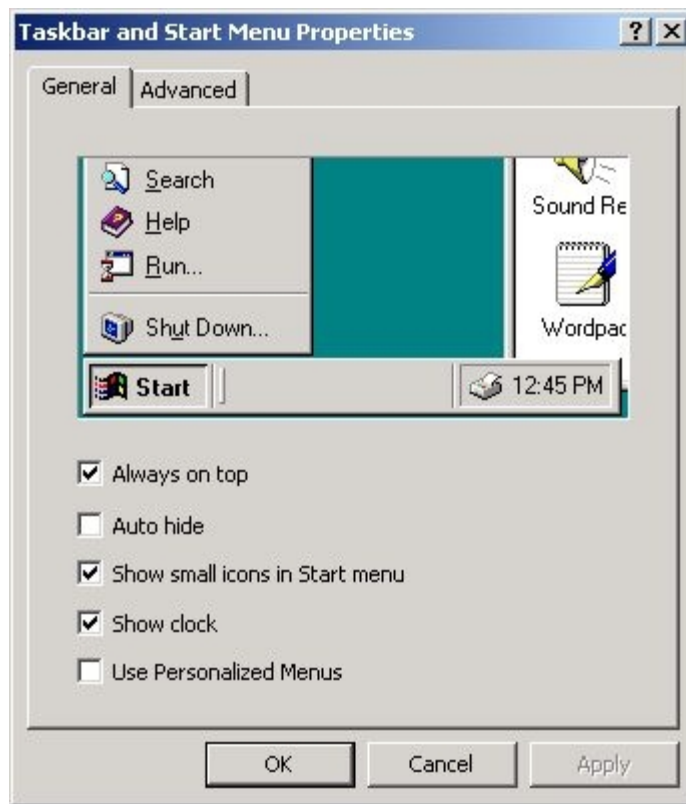 Taskbar and Start Menu Properties ? X
General Advanced
Search
Help
Run...
Shut Down...
Sound Re
Wordpac
Start 12:45 PM
Always on top
Auto hide
Show small icons in Start menu
Show clock
Use Personalized Menus
OK Cancel Apply